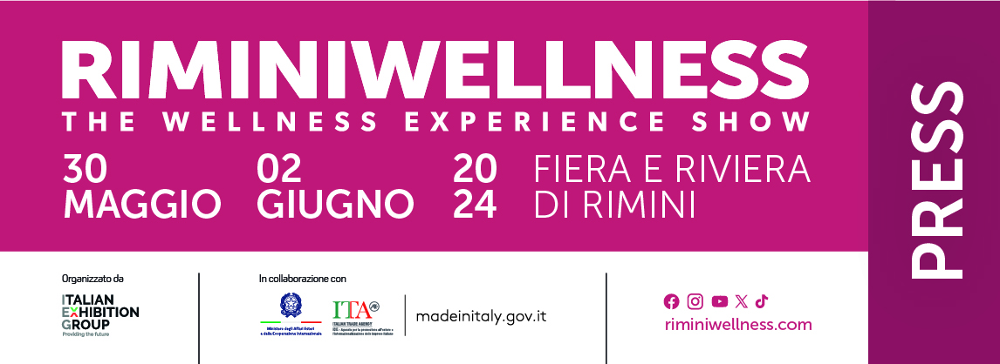 RIMINIWELLNESS
THE WELLNESS EXPERIENCE SHOW
30 MAGGIO
02 GIUGNO
20 24
FIERA E RIVIERA
DI RIMINI
PRESS
Organizzato da
ITALIAN
EXHIBITION
GROUP
Providing the future
In collaborazione con
Ministero degli Affari Esteri
e della Cooperazione Internazionale
ITA
ITALIAN TRADE AGENCY
ICE - Agenzia per la promozione all'estero e
l'internazionalizzazione delle imprese italiane
madeinitaly.gov.it
riminiwellness.com